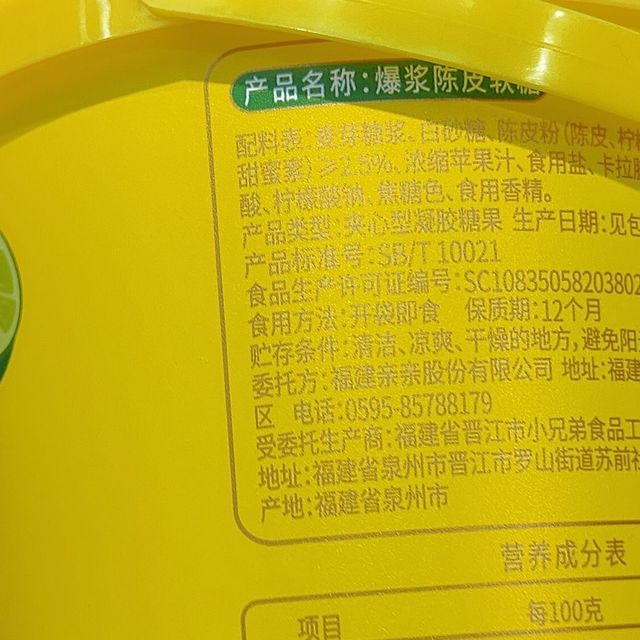 产品名称:爆浆陈皮软糖
配料表:麦芽糖浆、白砂糖、陈皮粉(陈皮、柠
甜蜜素)≥2.5%、浓缩苹果汁、食用盐、卡拉胶
酸、柠檬酸钠、焦糖色、食用香精。
产品类型:夹心型凝胶糖果 生产日期:见包
产品标准号:SB/T 10021
食品生产许可证编号:SC1083505820380
食用方法:开袋即食 保质期:12个月
贮存条件:清洁、凉爽、干燥的地方,避免阳
委托方:福建亲亲股份有限公司 地址:福建
区 电话:0595-85788179
受委托生产商:福建省晋江市小兄弟食品工
地址:福建省泉州市晋江市罗山街道苏前社
产地:福建省泉州市
营养成分表
项目 每100克